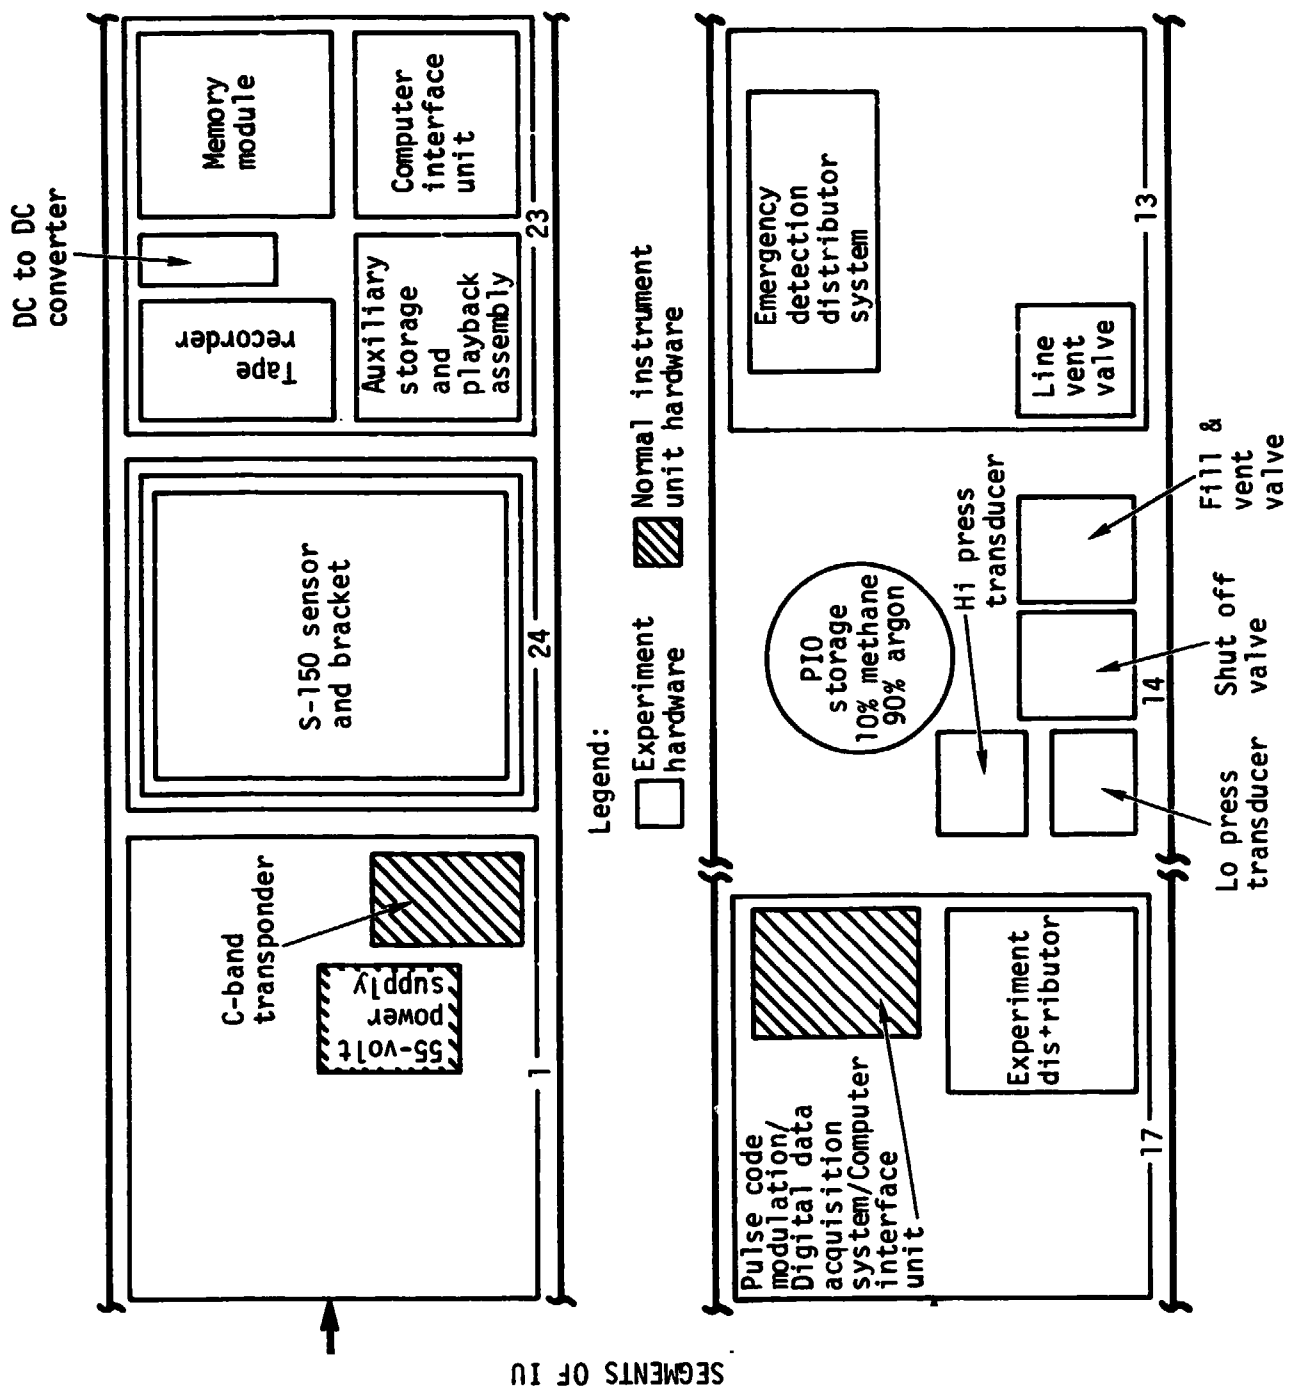 DC to DC
converter
Memory
module
Tape
recorder
Computer
interface
unit
Auxiliary
storage
and
playback
assembly
23
S-150 sensor
and bracket
24
C-band
transponder
55-volt
power
supply
1
Legend:
Experiment
hardware
Normal instrument
unit hardware
Emergency
detection
distributor
system
Line
vent
valve
13
PIO
storage
10% methane
90% argon
Hi press
transducer
Fill &
vent
valve
Shut off
valve
Lo press
transducer
14
Pulse code
modulation/
Digital data
acquisition
system/Computer
interface
unit
Experiment
distributor
17
SEGMENTS OF IU